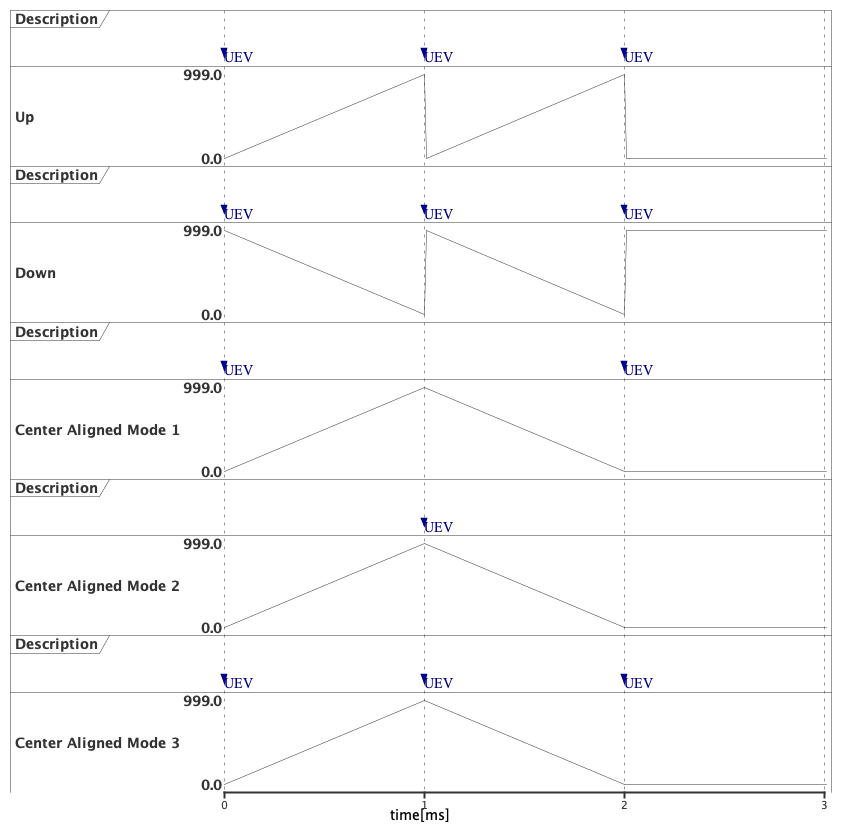 Description
UEV UEV UEV
999.0
Up
0.0
Description
UEV UEV UEV
999.0
Down
0.0
Description
UEV UEV
999.0
Center Aligned Mode 1
0.0
Description
UEV
999.0
Center Aligned Mode 2
0.0
Description
UEV UEV UEV
999.0
Center Aligned Mode 3
0.0
0 1 2 3
time[ms]